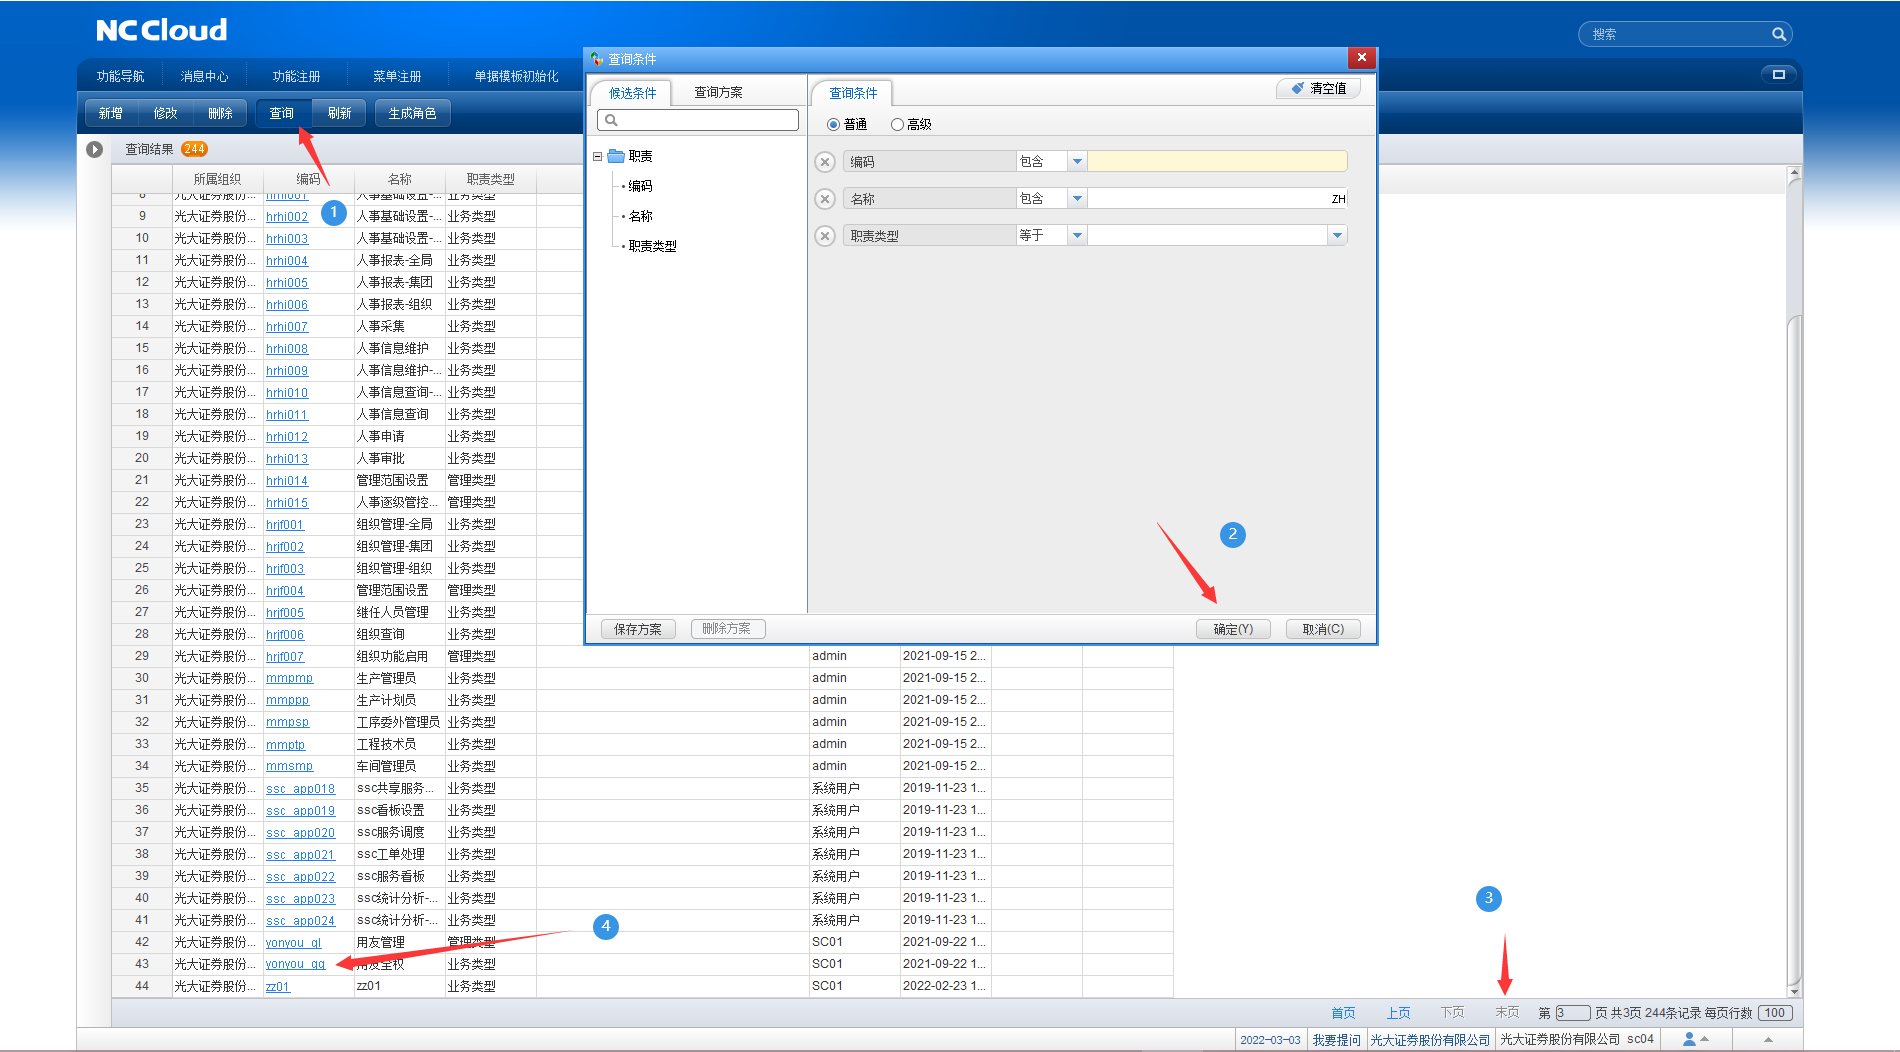 NC Cloud
搜索
功能导航 消息中心 功能注册 菜单注册 单据模板初始化
新增 修改 删除 查询 刷新 生成角色
查询结果 244
所属组织 编码 名称 职责类型
8 光大证券股份... hrhi001 人事基础设置-... 业务类型
9 光大证券股份... hrhi002 人事基础设置-... 业务类型
10 光大证券股份... hrhi003 人事基础设置-... 业务类型
11 光大证券股份... hrhi004 人事报表-全局 业务类型
12 光大证券股份... hrhi005 人事报表-集团 业务类型
13 光大证券股份... hrhi006 人事报表-组织 业务类型
14 光大证券股份... hrhi007 人事采集 业务类型
15 光大证券股份... hrhi008 人事信息维护 业务类型
16 光大证券股份... hrhi009 人事信息维护-... 业务类型
17 光大证券股份... hrhi010 人事信息查询-... 业务类型
18 光大证券股份... hrhi011 人事信息查询 业务类型
19 光大证券股份... hrhi012 人事申请 业务类型
20 光大证券股份... hrhi013 人事审批 业务类型
21 光大证券股份... hrhi014 管理范围设置 管理类型
22 光大证券股份... hrhi015 人事逐级管控... 管理类型
23 光大证券股份... hrjf001 组织管理-全局 业务类型
24 光大证券股份... hrjf002 组织管理-集团 业务类型
25 光大证券股份... hrjf003 组织管理-组织 业务类型
26 光大证券股份... hrjf004 管理范围设置 管理类型
27 光大证券股份... hrjf005 继任人员管理 业务类型
28 光大证券股份... hrjf006 组织查询 业务类型
29 光大证券股份... hrjf007 组织功能启用 管理类型 admin 2021-09-15 2...
30 光大证券股份... mmpmp 生产管理员 业务类型 admin 2021-09-15 2...
31 光大证券股份... mmppp 生产计划员 业务类型 admin 2021-09-15 2...
32 光大证券股份... mmpsp 工序委外管理员 业务类型 admin 2021-09-15 2...
33 光大证券股份... mmptp 工程技术员 业务类型 admin 2021-09-15 2...
34 光大证券股份... mmsmp 车间管理员 业务类型 admin 2021-09-15 2...
35 光大证券股份... ssc_app018 ssc共享服务... 业务类型 系统用户 2019-11-23 1...
36 光大证券股份... ssc_app019 ssc看板设置 业务类型 系统用户 2019-11-23 1...
37 光大证券股份... ssc_app020 ssc服务调度 业务类型 系统用户 2019-11-23 1...
38 光大证券股份... ssc_app021 ssc工单处理 业务类型 系统用户 2019-11-23 1...
39 光大证券股份... ssc_app022 ssc服务看板 业务类型 系统用户 2019-11-23 1...
40 光大证券股份... ssc_app023 ssc统计分析-... 业务类型 系统用户 2019-11-23 1...
41 光大证券股份... ssc_app024 ssc统计分析-... 业务类型 系统用户 2019-11-23 1...
42 光大证券股份... yonyou_gl 用友管理 管理类型 SC01 2021-09-22 1...
43 光大证券股份... yonyou_qq 用友全权 业务类型 SC01 2021-09-22 1...
44 光大证券股份... zz01 zz01 业务类型 SC01 2022-02-23 1...
查询条件
候选条件 查询方案
职责
编码
名称
职责类型
查询条件 清空值
普通 高级
编码 包含
名称 包含 ZH
职责类型 等于
保存方案 删除方案 确定(Y) 取消(C)
1
2
3
4
首页 上页 下页 末页 第 3 页 共3页 244条记录 每页行数 100
2022-03-03 我要提问 光大证券股份有限公司 光大证券股份有限公司 sc04